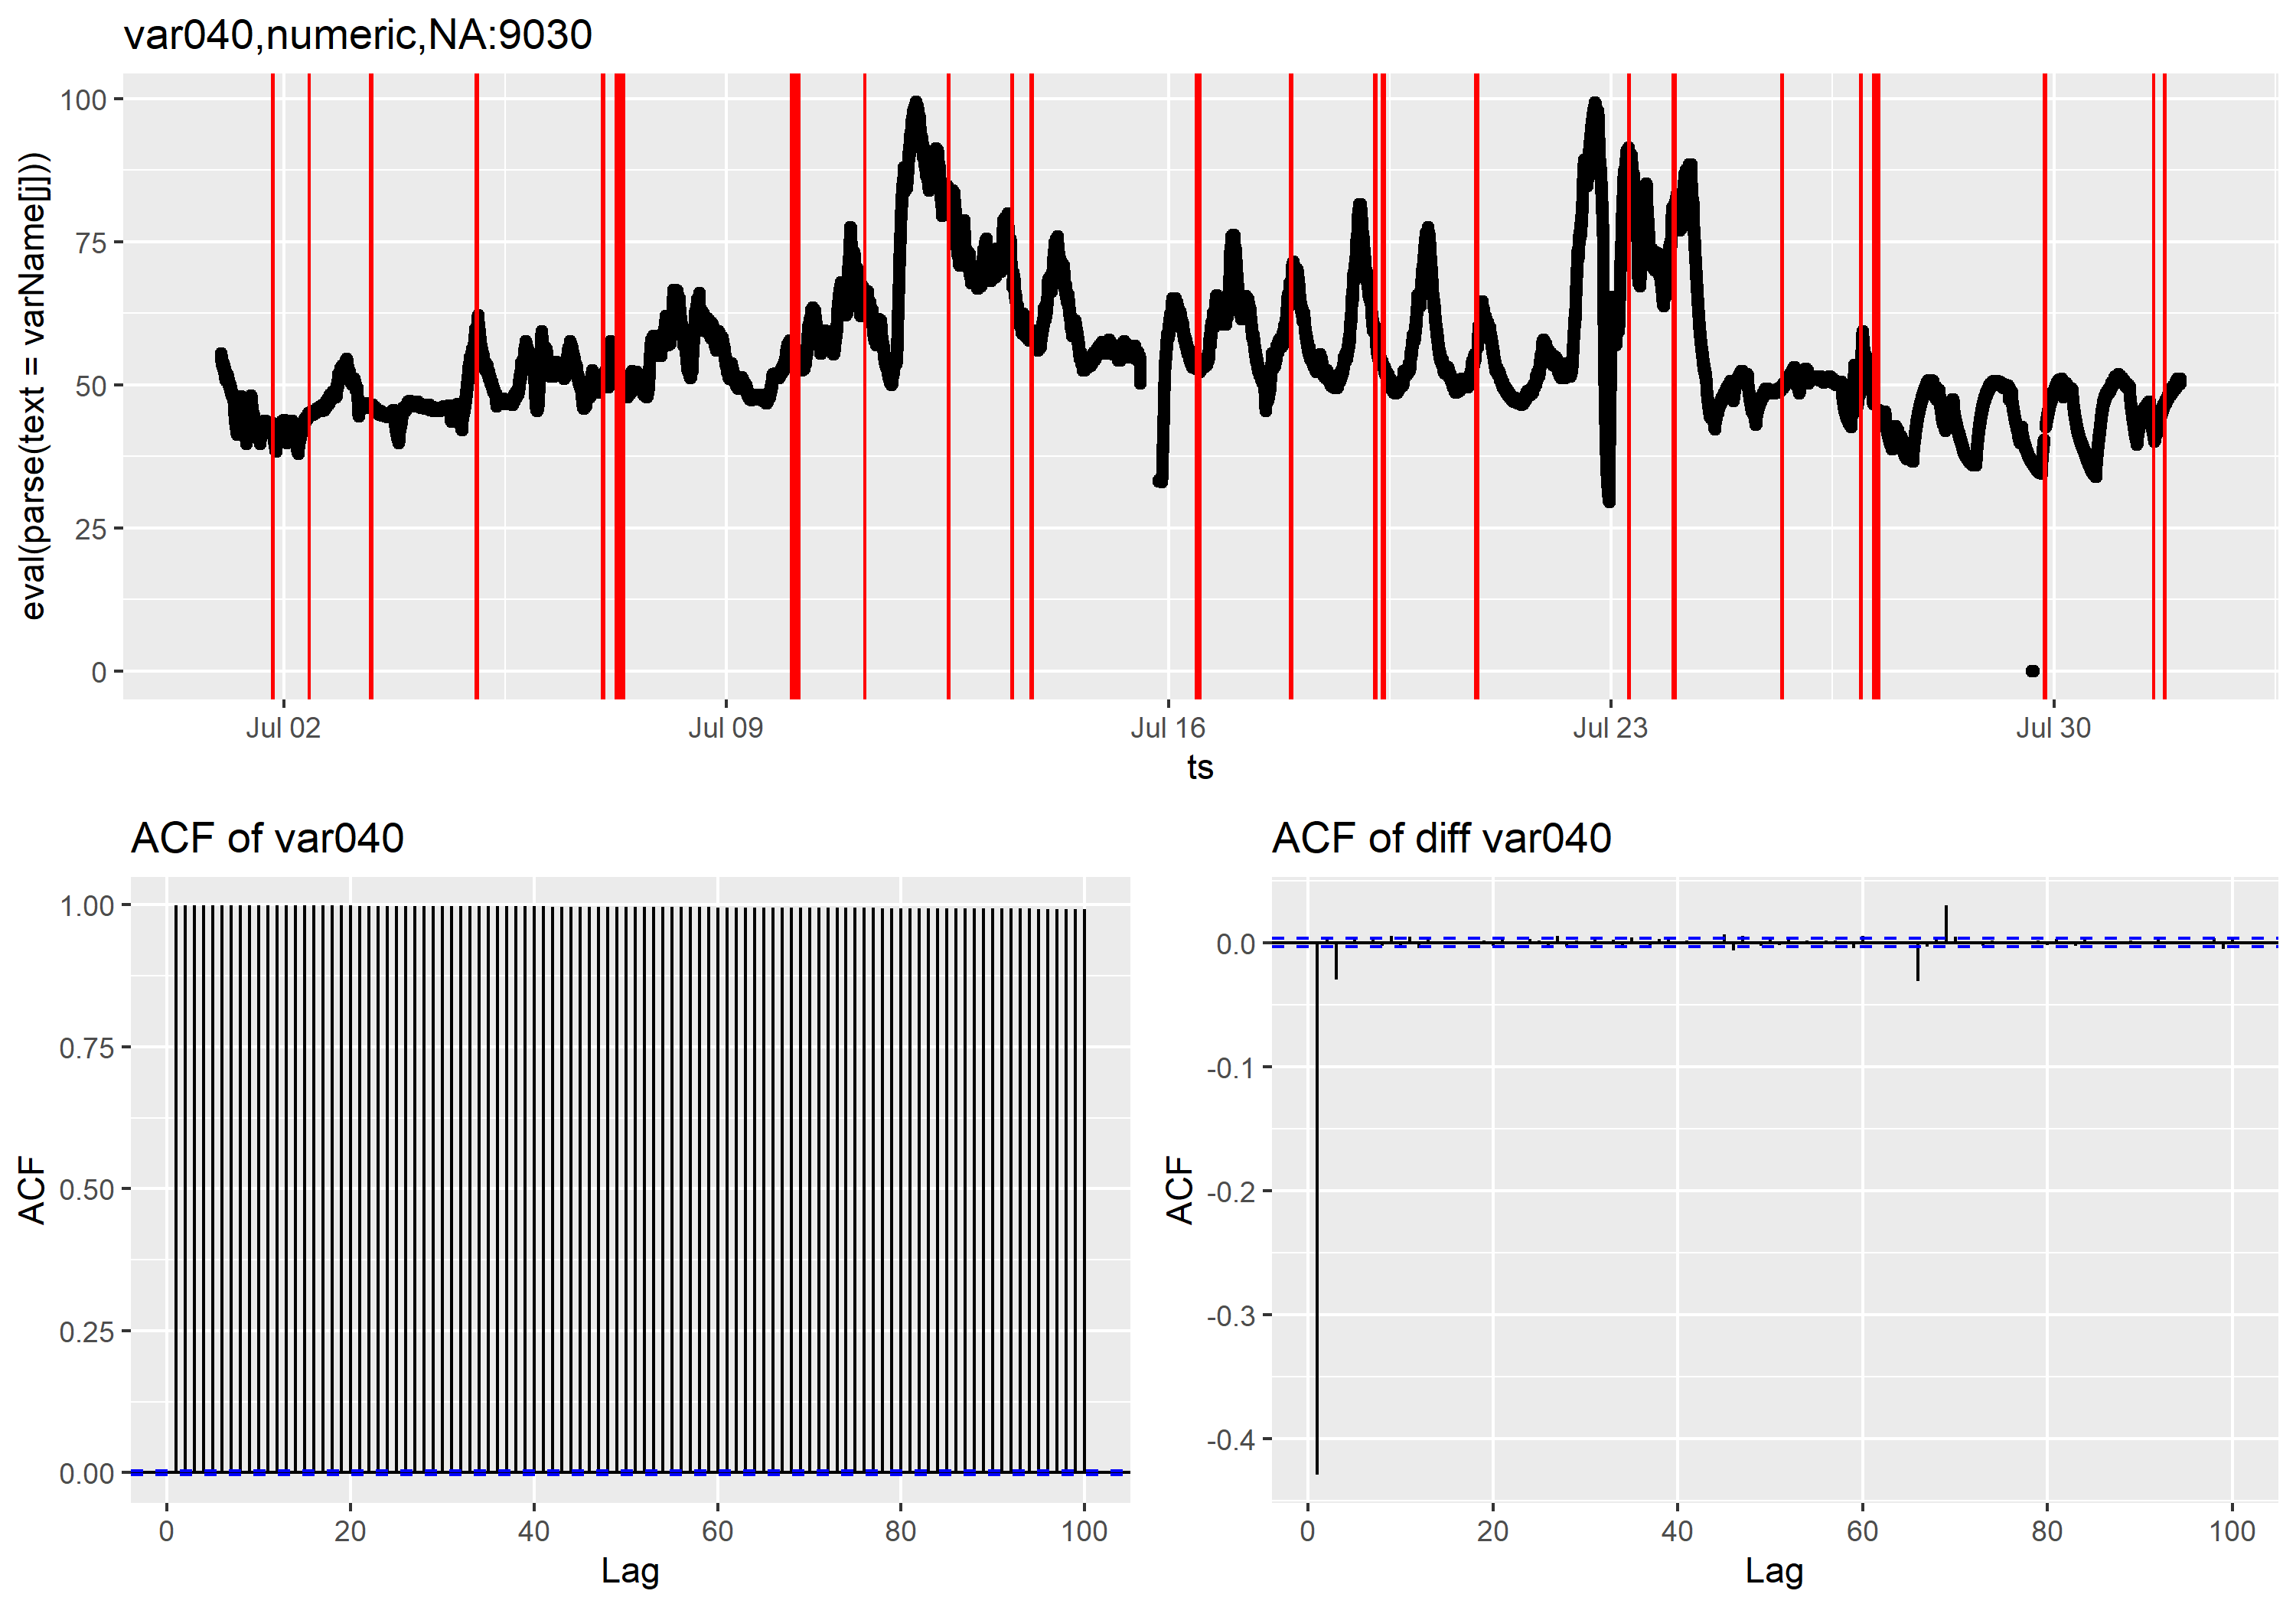 var040,numeric,NA:9030
eval(parse(text = varName[j]))
100
75
50
25
0
Jul 02
Jul 09
Jul 16
Jul 23
Jul 30
ts
ACF of var040
ACF
1.00
0.75
0.50
0.25
0.00
0
20
40
60
80
100
Lag
ACF of diff var040
ACF
0.0
-0.1
-0.2
-0.3
-0.4
0
20
40
60
80
100
Lag